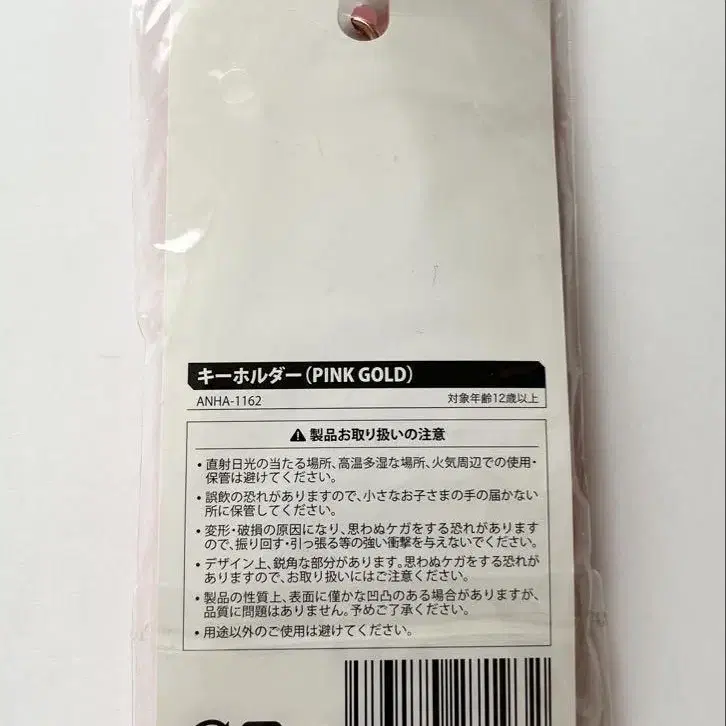 キーホルダー(PINK GOLD)
ANHA-1162 対象年齢12歳以上
⚠ 製品お取り扱いの注意
・直射日光の当たる場所、高温多湿な場所、火気周辺での使用・
保管は避けてください。
・誤飲の恐れがありますので、小さなお子さまの手の届かない
所に保管してください。
・変形・破損の原因になり、思わぬケガをする恐れがあります
ので、振り回す・引っ張る等の強い衝撃を与えないでください。
・デザイン上、鋭角な部分があります。思わぬケガをする恐れが
ありますので、お取り扱いにはご注意ください。
・製品の性質上、表面に僅かな凹凸のある場合がありますが、
品質に問題はありません。予めご了承ください。
・用途以外のご使用は避けてください。